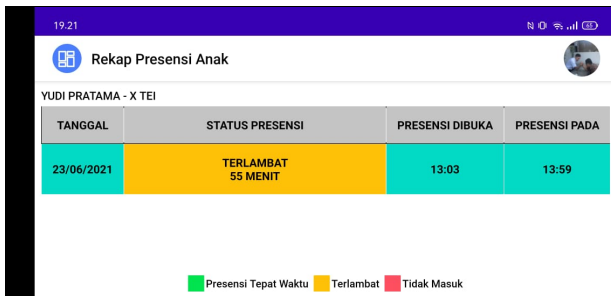 19.21
65
Rekap Presensi Anak
YUDI PRATAMA - X TEI
TANGGAL STATUS PRESENSI PRESENSI DIBUKA PRESENSI PADA
23/06/2021 TERLAMBAT 13:03 13:59
55 MENIT
Presensi Tepat Waktu Terlambat Tidak Masuk